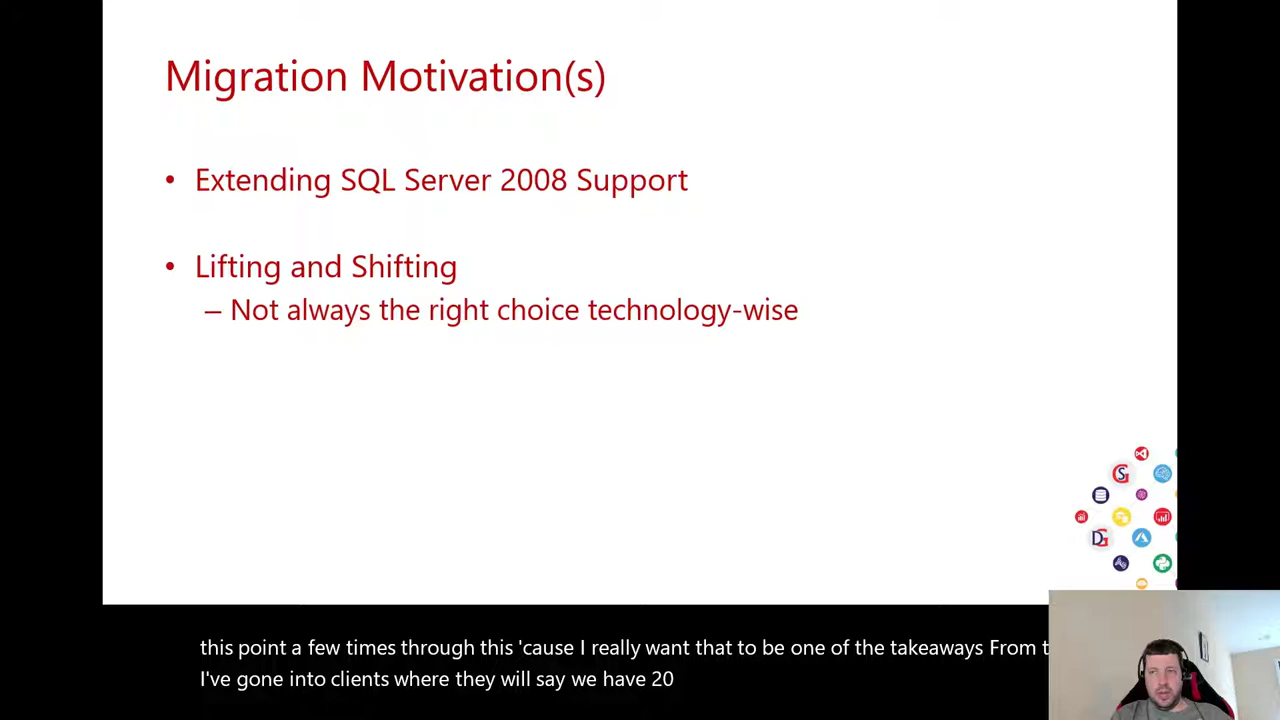 Migration Motivation(s)
• Extending SQL Server 2008 Support
• Lifting and Shifting
– Not always the right choice technology-wise
this point a few times through this 'cause I really want that to be one of the takeaways From
I've gone into clients where they will say we have 20